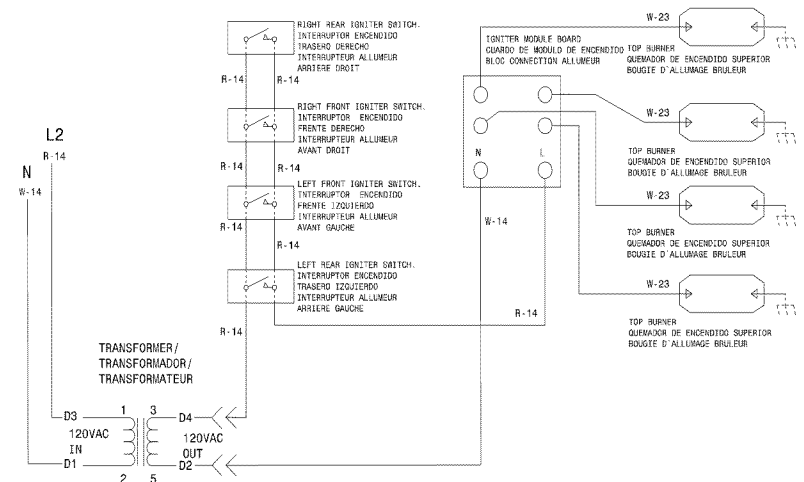 RIGHT REAR IGNITER SWITCH.
INTERRUPTOR ENCENDIDO
TRASERO DERECHO
INTERRUPTEUR ALLUMEUR
ARRIERE DROIT
R-14
R-14
RIGHT FRONT IGNITER SWITCH.
INTERRUPTOR ENCENDIDO
FRENTE DERECHO
INTERRUPTEUR ALLUMEUR
AVANT DROIT
R-14
R-14
LEFT FRONT IGNITER SWITCH.
INTERRUPTOR ENCENDIDO
FRENTE IZQUIERDO
INTERRUPTEUR ALLUMEUR
AVANT GAUCHE
R-14
R-14
LEFT REAR IGNITER SWITCH.
INTERRUPTOR ENCENDIDO
TRASERO IZQUIERDO
INTERRUPTEUR ALLUMEUR
ARRIERE GAUCHE
R-14
R-14
L2
R-14
N
W-14
TRANSFORMER/
TRANSFORMADOR/
TRANSFORMATEUR
D3
1
3
D4
120VAC
IN
120VAC
OUT
D1
2
5
D2
IGNITER MODULE BOARD
CUARDO DE MODULO DE ENCENDIDO
BLOC CONNECTION ALLUMEUR
N
L
W-14
W-23
TOP BURNER
QUEMADOR DE ENCENDIDO SUPERIOR
BOUGIE D'ALLUMAGE BRULEUR
W-23
TOP BURNER
QUEMADOR DE ENCENDIDO SUPERIOR
BOUGIE D'ALLUMAGE BRULEUR
W-23
TOP BURNER
QUEMADOR DE ENCENDIDO SUPERIOR
BOUGIE D'ALLUMAGE BRULEUR
W-23
TOP BURNER
QUEMADOR DE ENCENDIDO SUPERIOR
BOUGIE D'ALLUMAGE BRULEUR